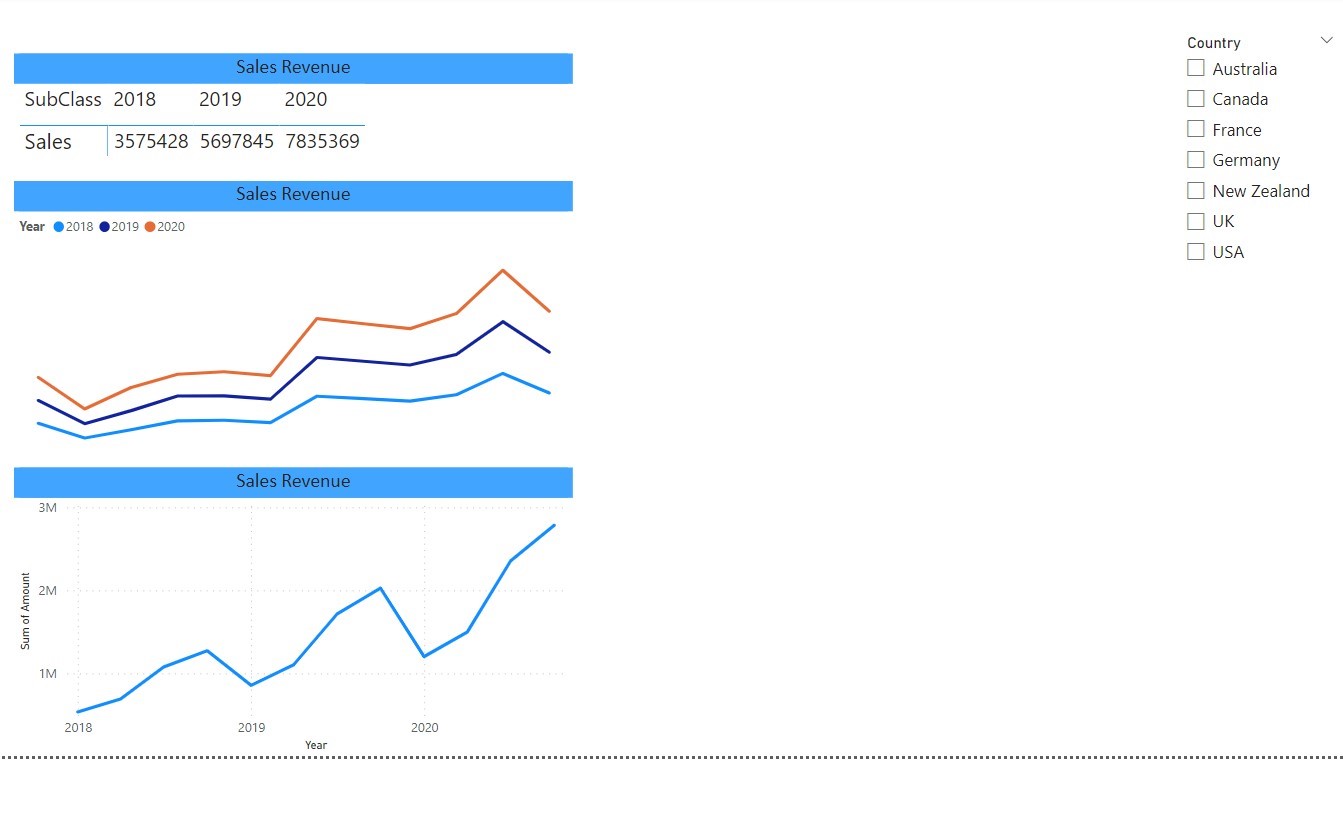 Sales Revenue
SubClass 2018 2019 2020
Sales 3575428 5697845 7835369
Sales Revenue
Year 2018 2019 2020
Sales Revenue
3M
2M
1M
Sum of Amount
2018 2019 2020
Year
Country
Australia
Canada
France
Germany
New Zealand
UK
USA